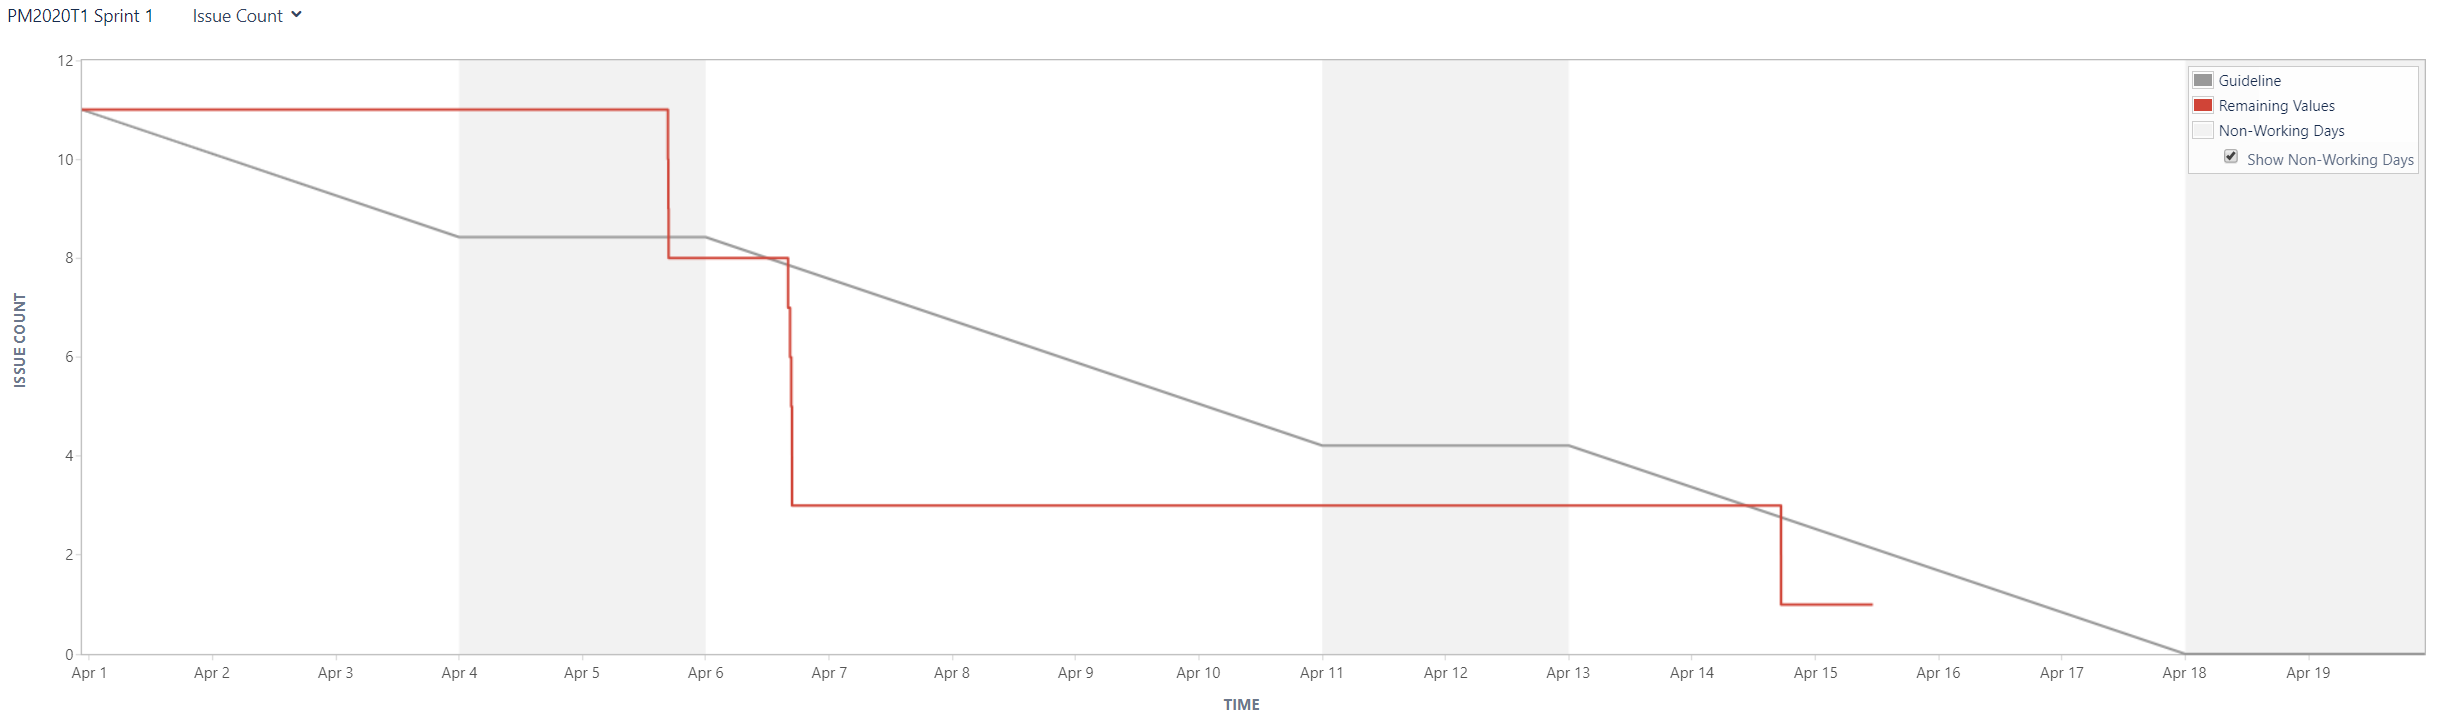 PM2020T1 Sprint 1 Issue Count
12
10
8
6
4
2
0
ISSUE COUNT
Guideline
Remaining Values
Non-Working Days
Show Non-Working Days
Apr 1 Apr 2 Apr 3 Apr 4 Apr 5 Apr 6 Apr 7 Apr 8 Apr 9 Apr 10 Apr 11 Apr 12 Apr 13 Apr 14 Apr 15 Apr 16 Apr 17 Apr 18 Apr 19
TIME